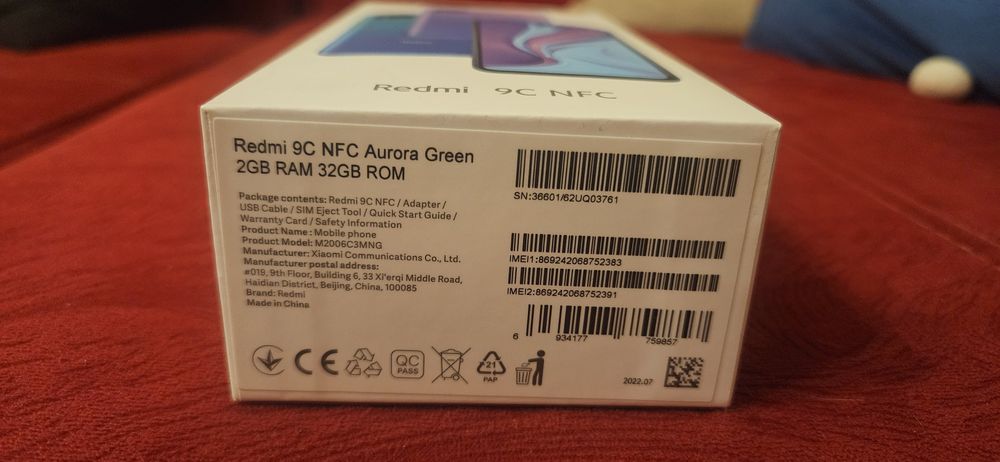 Redmi 9C NFC
Redmi 9C NFC Aurora Green
2GB RAM 32GB ROM
Package contents: Redmi 9C NFC / Adapter /
USB Cable / SIM Eject Tool / Quick Start Guide /
Warranty Card / Safety Information
Product Name : Mobile phone
Product Model: M2006C3MNG
Manufacturer: Xiaomi Communications Co., Ltd.
Manufacturer postal address:
#019, 9th Floor, Building 6, 33 Xi'erqi Middle Road,
Haidian District, Beijing, China, 100085
Brand: Redmi
Made in China
SN:36601/62UQ03761
IMEI1:869242068752383
IMEI2:869242068752391
6 934177 759857
CE
QC
PASS
21
PAP
2022.07